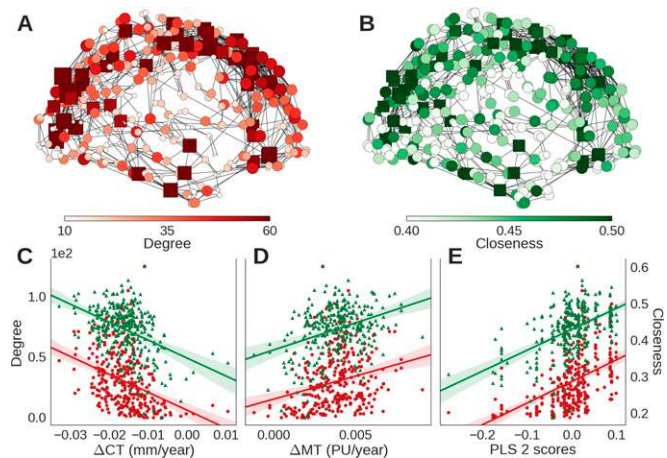 A
B
10 35 60
Degree
0.40 0.45 0.50
Closeness
C D E
1e2
1.0
0.5
0.0
Degree
0.6
0.5
0.4
0.3
0.2
Closeness
−0.03 −0.02 −0.01 0.00 0.01
ΔCT (mm/year)
0.000 0.005
ΔMT (PU/year)
−0.2 −0.1 0.0 0.1
PLS 2 scores